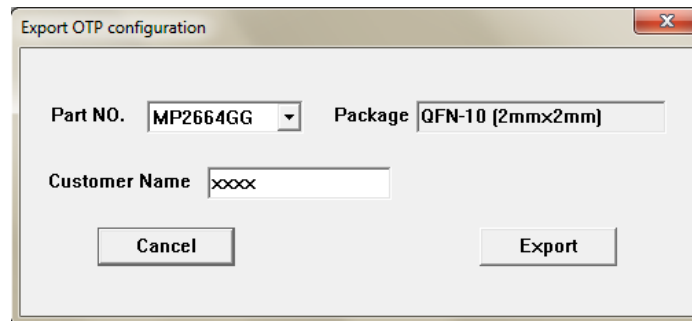 Export OTP configuration
Part NO. MP2664GG Package QFN-10 (2mmx2mm)
Customer Name xxxx
Cancel Export